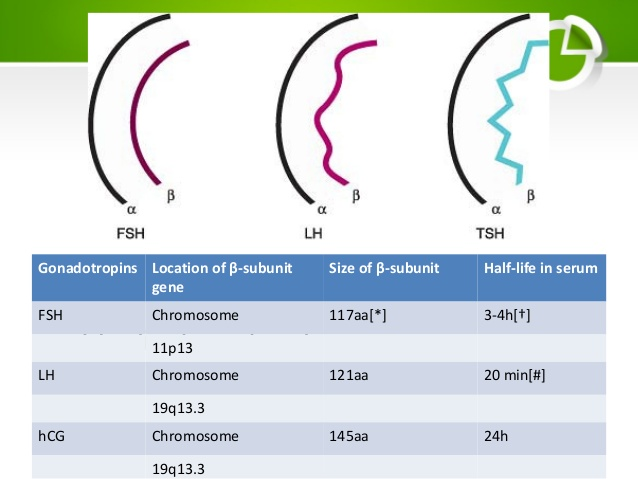 α
β
FSH
α
β
LH
α
β
TSH
Gonadotropins Location of β-subunit gene Size of β-subunit Half-life in serum
FSH Chromosome 117aa[*] 3-4h[†]
11p13
LH Chromosome 121aa 20 min[#]
19q13.3
hCG Chromosome 145aa 24h
19q13.3